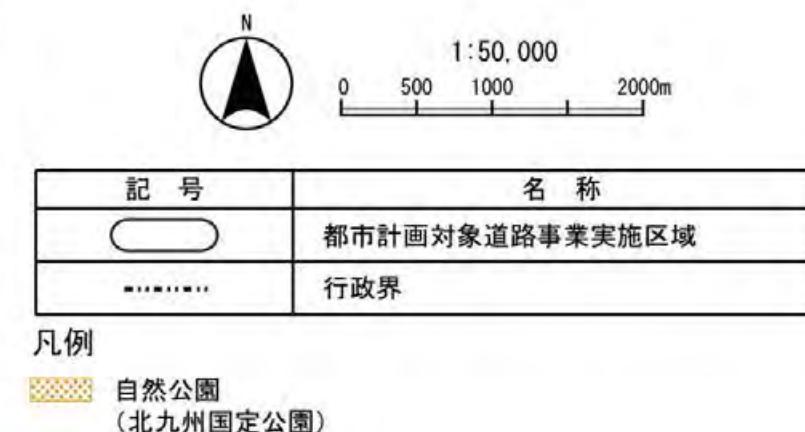 N
1:50,000
0 500 1000 2000m
記 号 名 称
都市計画対象道路事業実施区域
行政界
凡例
自然公園
(北九州国定公園)